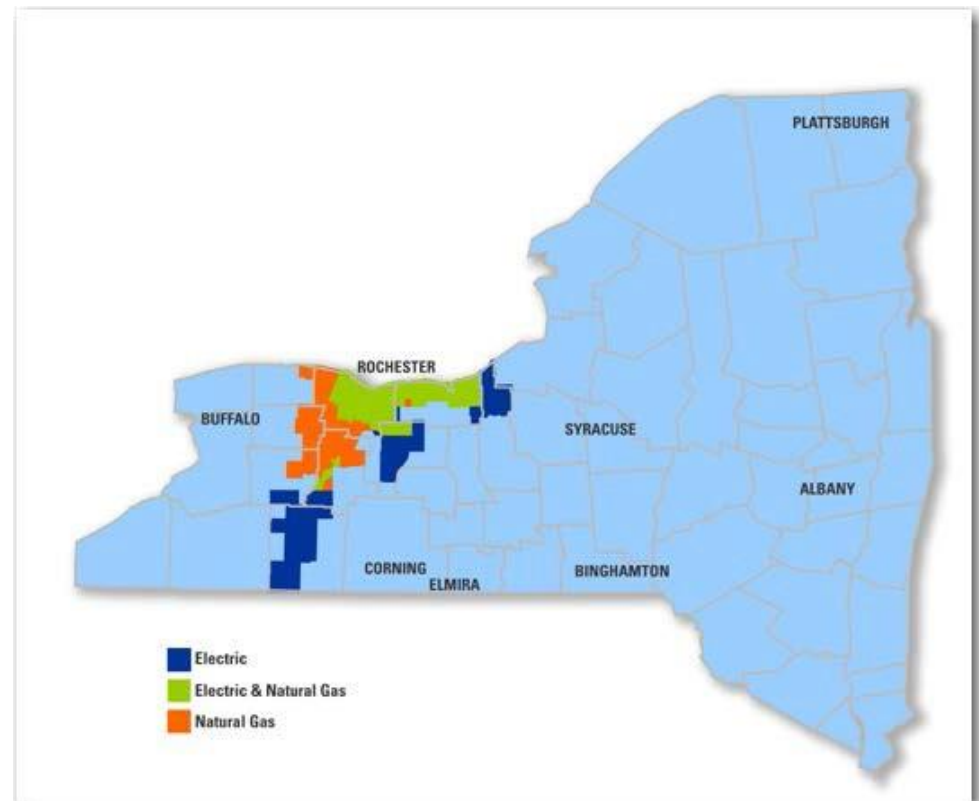 PLATTSBURGH
ROCHESTER
BUFFALO
SYRACUSE
ALBANY
CORNING
ELMIRA
BINGHAMTON
Electric
Electric & Natural Gas
Natural Gas